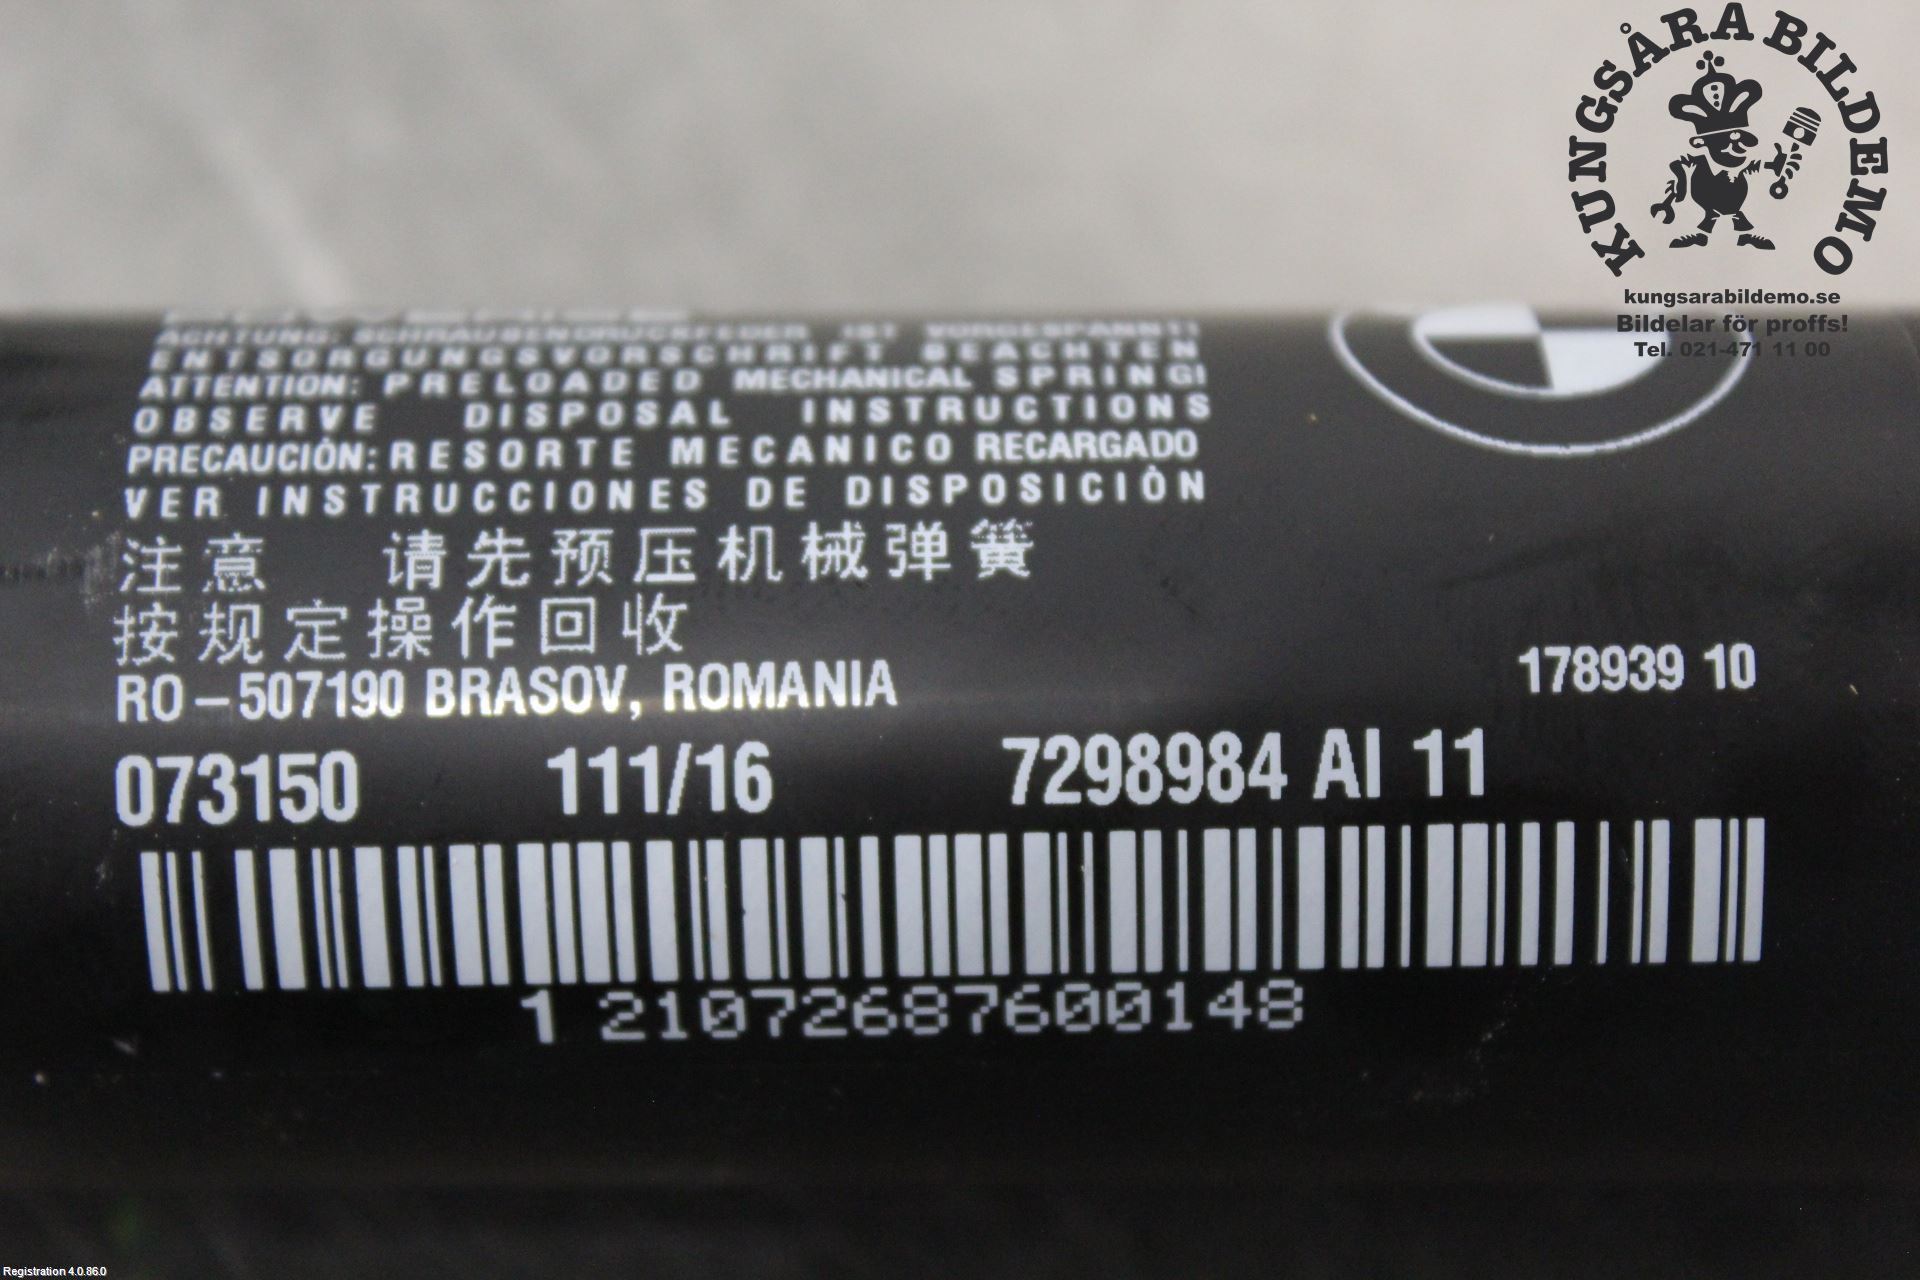 KUNGSÅRA BILDEMO
kungsarabildemo.se
Bildelar för proffs!
Tel. 021-471 11 00
ACHTUNG: SCHRAUBENDRUCKFEDER IST VORGESPANNT!
ENTSORGUNGSVORSCHRIFT BEACHTEN
ATTENTION: PRELOADED MECHANICAL SPRING!
OBSERVE DISPOSAL INSTRUCTIONS
PRECAUCIÒN: RESORTE MECANICO RECARGADO
VER INSTRUCCIONES DE DISPOSICIÒN
注意 请先预压机械弹簧
按规定操作回收
RO-507190 BRASOV, ROMANIA
178939 10
073150 111/16 7298984 AI 11
1 21072687600148
Registration 4.0.86.0